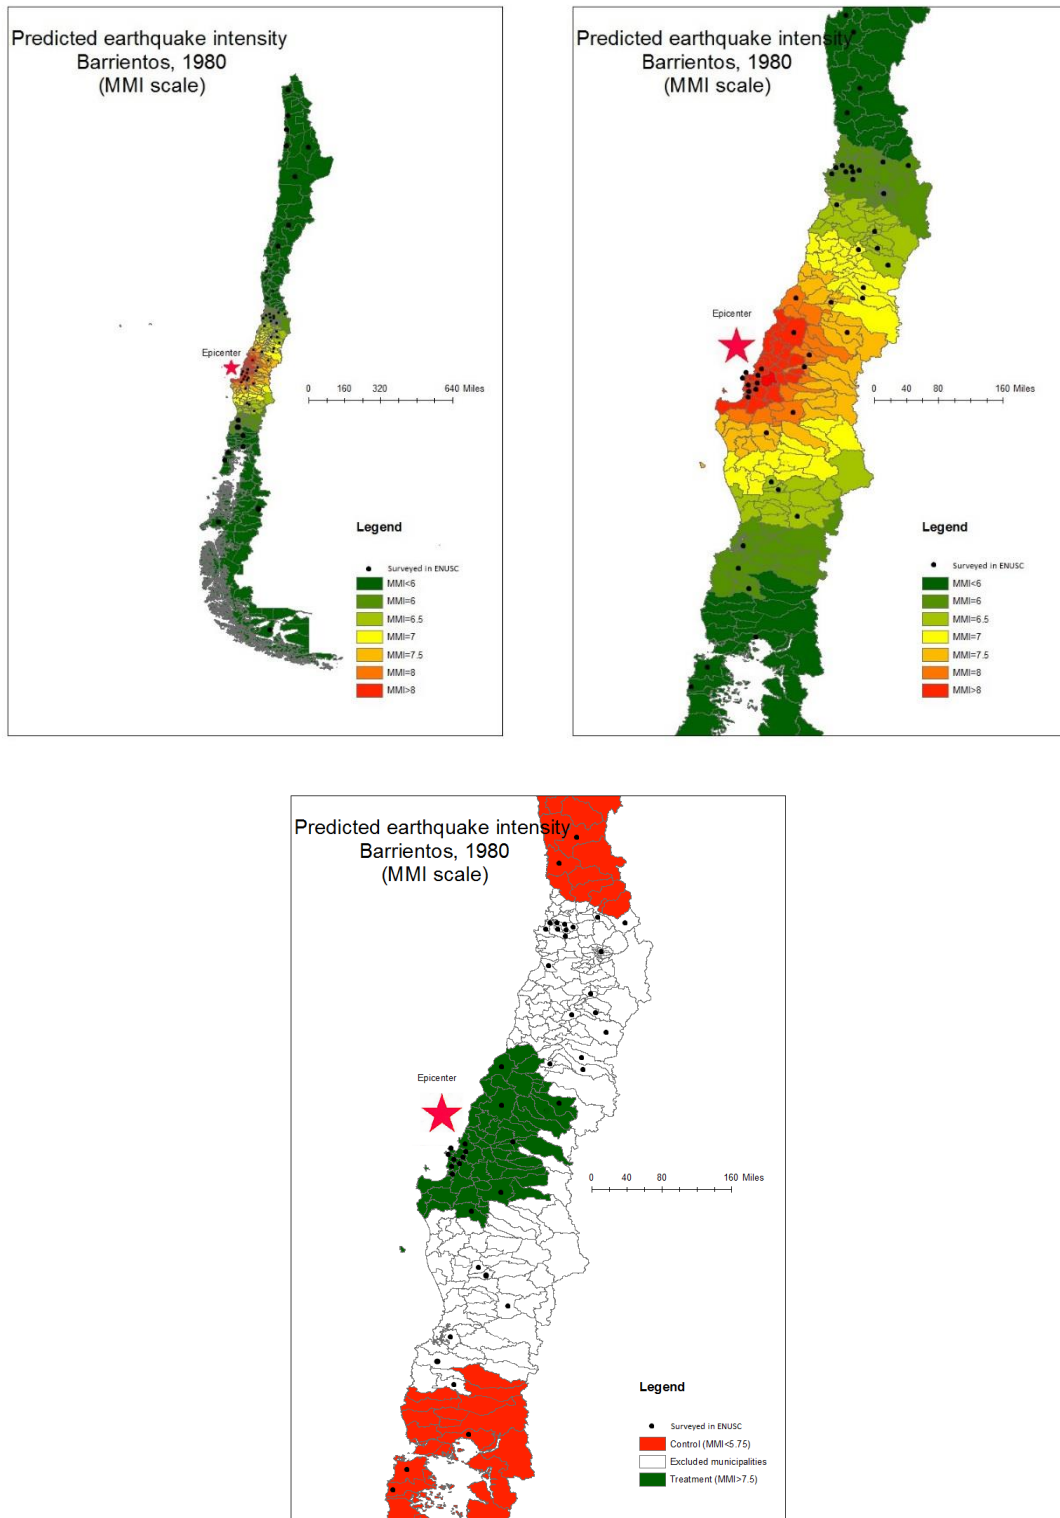 Predicted earthquake intensity
Barrientos, 1980
(MMI scale)
Epicenter
0 160 320 640 Miles
Legend
Surveyed in ENUSC
MMI<6
MMI=6
MMI=6.5
MMI=7
MMI=7.5
MMI=8
MMI>8
Predicted earthquake intensity
Barrientos, 1980
(MMI scale)
Epicenter
0 40 80 160 Miles
Legend
Surveyed in ENUSC
MMI<6
MMI=6
MMI=6.5
MMI=7
MMI=7.5
MMI=8
MMI>8
Predicted earthquake intensity
Barrientos, 1980
(MMI scale)
Epicenter
0 40 80 160 Miles
Legend
Surveyed in ENUSC
Control (MMI<5.75)
Excluded municipalities
Treatment (MMI>7.5)